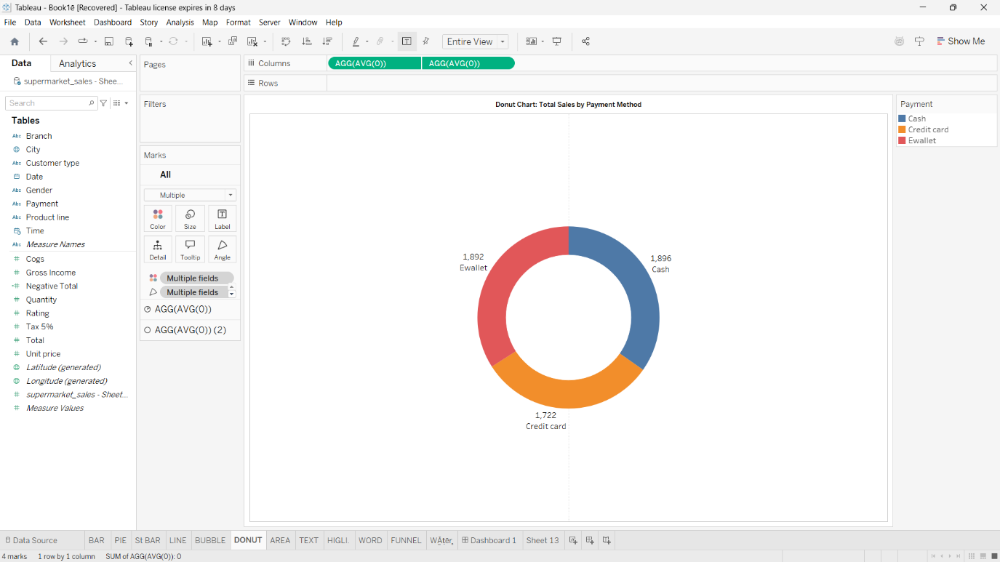 Tableau - Book1ē [Recovered] - Tableau license expires in 8 days
File Data Worksheet Dashboard Story Analysis Map Format Server Window Help
Entire View
Show Me
Data Analytics
supermarket_sales - Shee...
Search
Tables
Abc Branch
City
Abc Customer type
Date
Abc Gender
Abc Payment
Abc Product line
Time
Abc Measure Names
# Cogs
# Gross Income
=# Negative Total
# Quantity
# Rating
# Tax 5%
# Total
# Unit price
Latitude (generated)
Longitude (generated)
# supermarket_sales - Sheet...
# Measure Values
Pages
Filters
Marks
All
Multiple
Color Size Label
Detail Tooltip Angle
Multiple fields
Multiple fields
AGG(AVG(0))
AGG(AVG(0)) (2)
Columns AGG(AVG(0)) AGG(AVG(0))
Rows
Donut Chart: Total Sales by Payment Method
1,892
Ewallet
1,896
Cash
1,722
Credit card
Payment
Cash
Credit card
Ewallet
Data Source BAR PIE St BAR LINE BUBBLE DONUT AREA TEXT HIGLI. WORD FUNNEL Dashboard 1 Sheet 13
4 marks 1 row by 1 column SUM of AGG(AVG(0)): 0